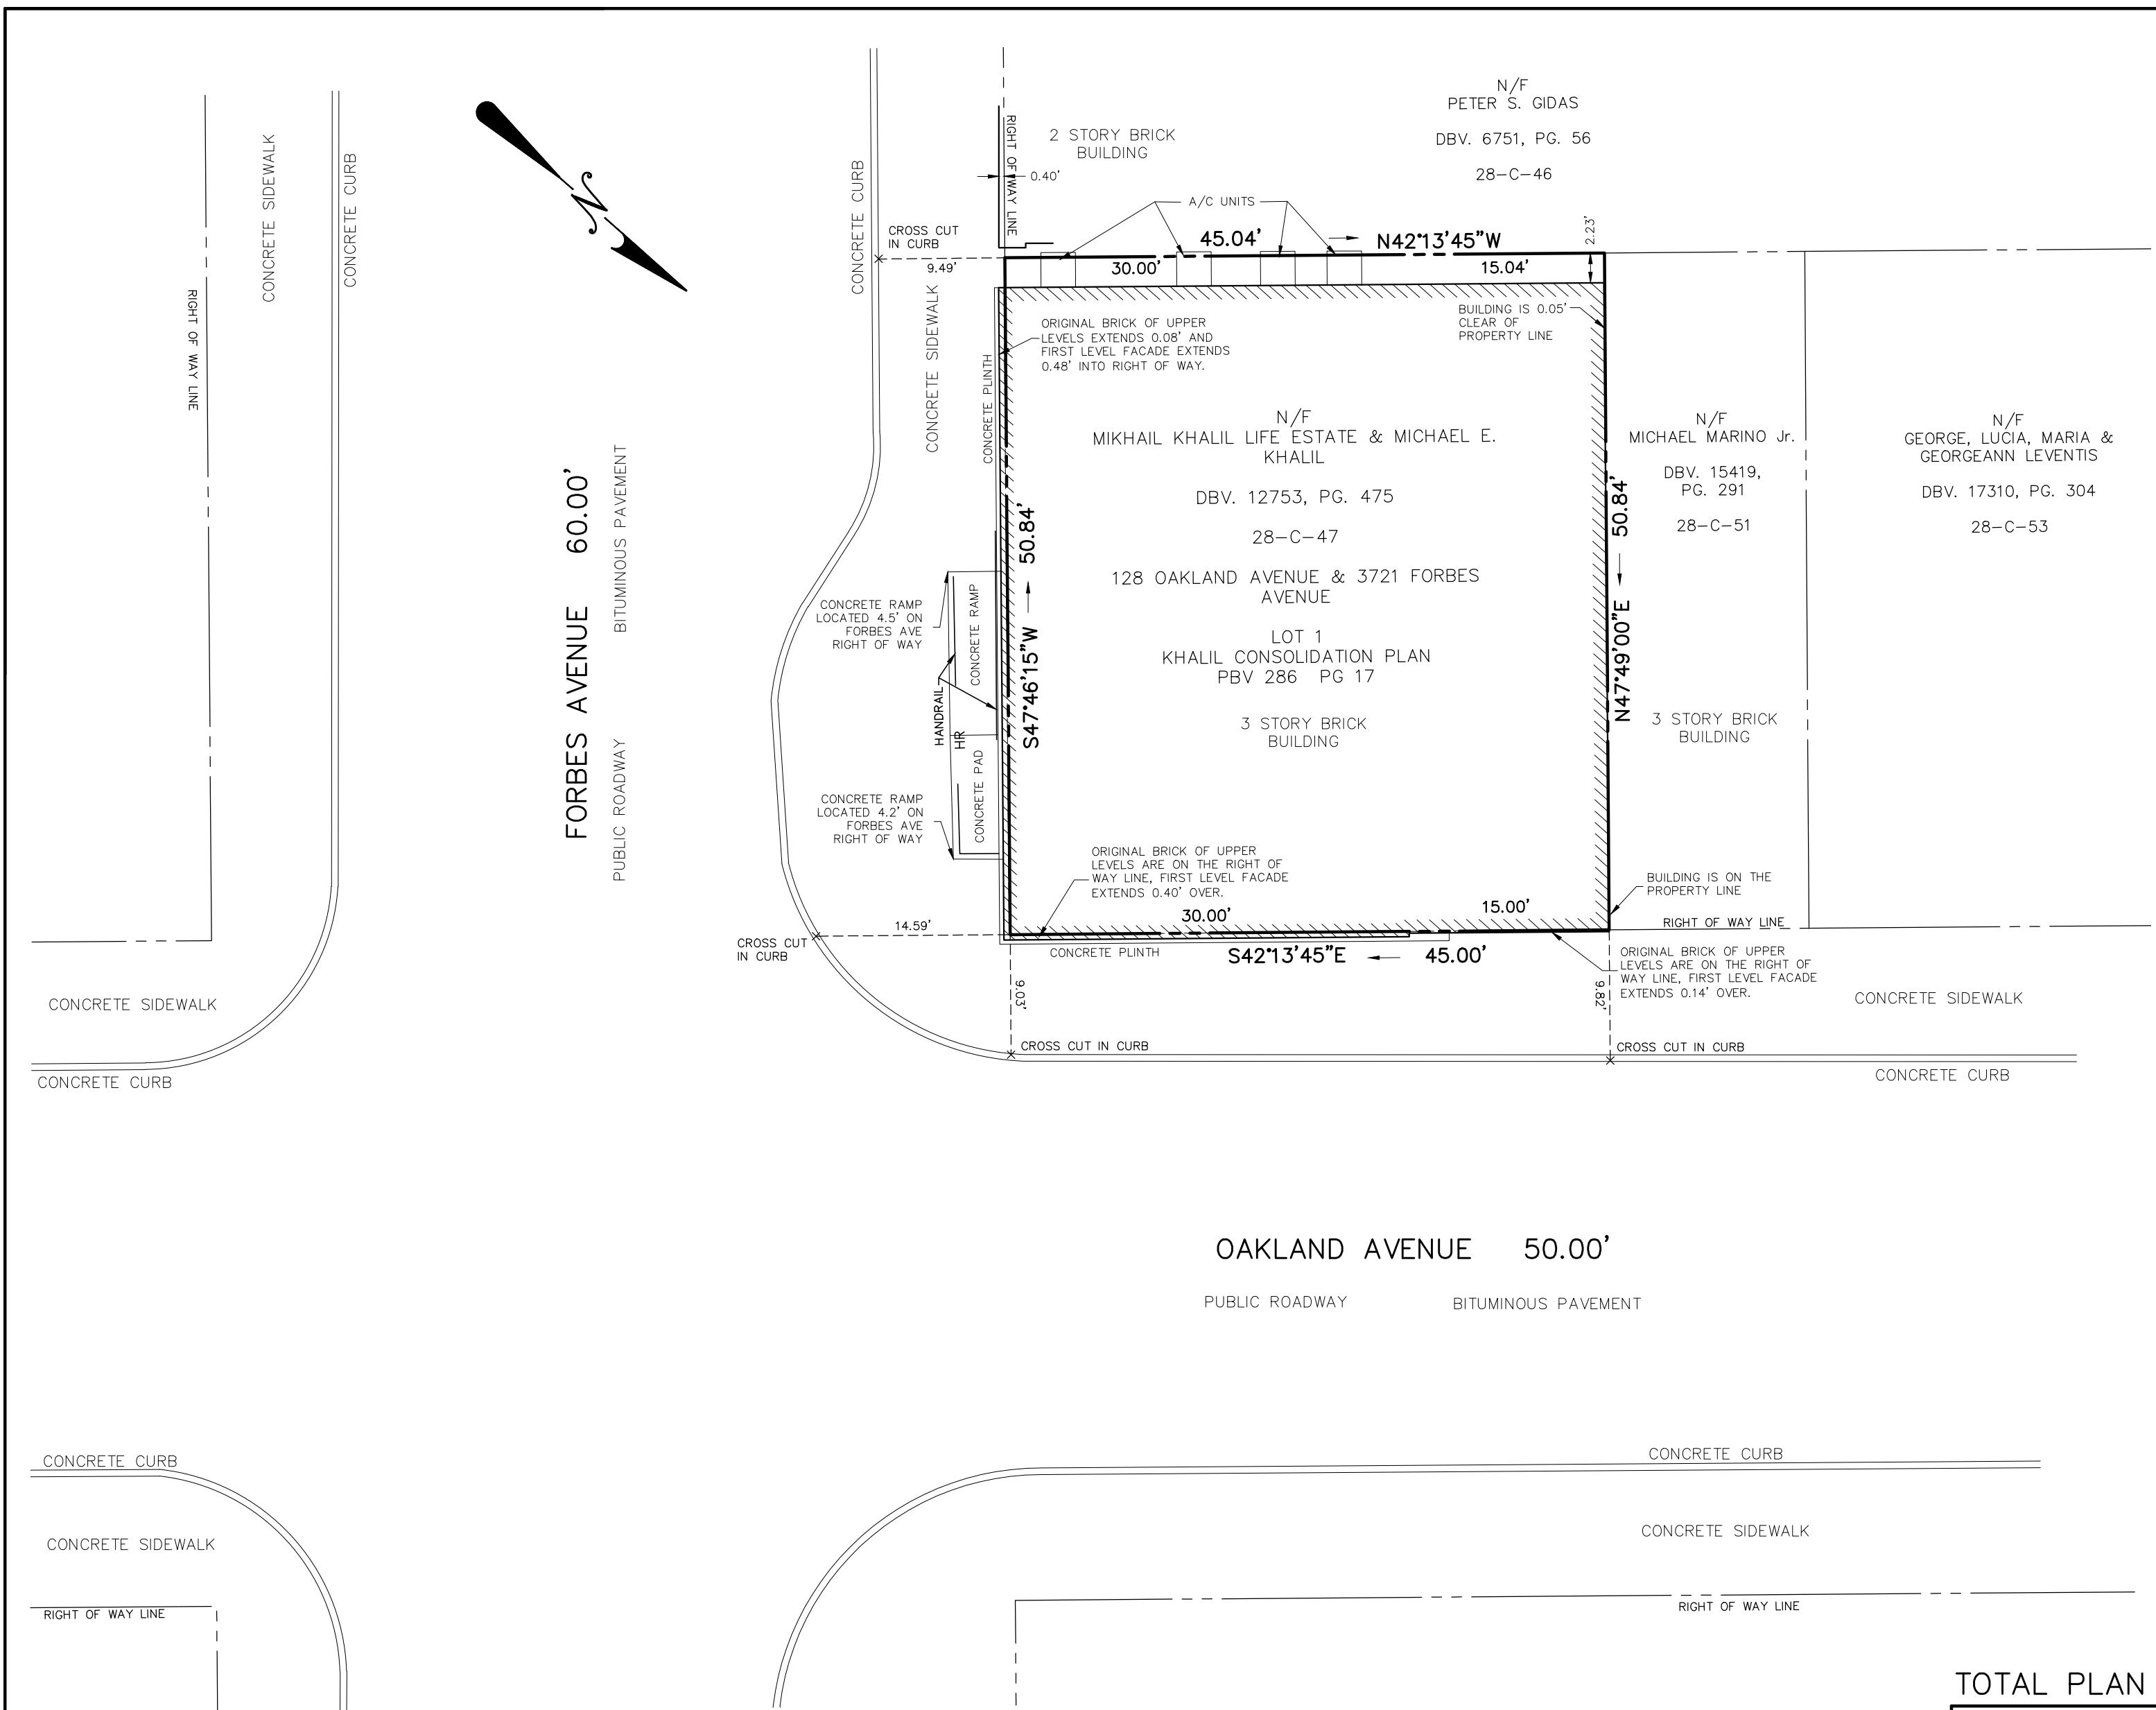 N/F
PETER S. GIDAS
DBV. 6751, PG. 56
28-C-46
2 STORY BRICK
BUILDING
RIGHT OF WAY LINE
0.40'
A/C UNITS
CONCRETE SIDEWALK
CONCRETE CURB
RIGHT OF WAY LINE
N
CONCRETE CURB
CROSS CUT
IN CURB
9.49'
45.04'
N42°13'45"W
2.23'
30.00'
15.04'
CONCRETE SIDEWALK
CONCRETE PLINTH
ORIGINAL BRICK OF UPPER
LEVELS EXTENDS 0.08' AND
FIRST LEVEL FACADE EXTENDS
0.48' INTO RIGHT OF WAY.
BUILDING IS 0.05'
CLEAR OF
PROPERTY LINE
N/F
MIKHAIL KHALIL LIFE ESTATE & MICHAEL E.
KHALIL
DBV. 12753, PG. 475
28-C-47
128 OAKLAND AVENUE & 3721 FORBES
AVENUE
LOT 1
KHALIL CONSOLIDATION PLAN
PBV 286 PG 17
3 STORY BRICK
BUILDING
N/F
MICHAEL MARINO Jr.
DBV. 15419,
PG. 291
28-C-51
3 STORY BRICK
BUILDING
N/F
GEORGE, LUCIA, MARIA &
GEORGEANN LEVENTIS
DBV. 17310, PG. 304
28-C-53
FORBES AVENUE 60.00'
PUBLIC ROADWAY
BITUMINOUS PAVEMENT
S47°46'15"W
50.84'
N47°49'00"E
50.84'
CONCRETE RAMP
LOCATED 4.5' ON
FORBES AVE
RIGHT OF WAY
CONCRETE RAMP
HANDRAIL
HR
CONCRETE PAD
CONCRETE RAMP
LOCATED 4.2' ON
FORBES AVE
RIGHT OF WAY
ORIGINAL BRICK OF UPPER
LEVELS ARE ON THE RIGHT OF
WAY LINE, FIRST LEVEL FACADE
EXTENDS 0.40' OVER.
BUILDING IS ON THE
PROPERTY LINE
30.00'
15.00'
RIGHT OF WAY LINE
14.59'
CROSS CUT
IN CURB
CONCRETE PLINTH
S42°13'45"E
45.00'
ORIGINAL BRICK OF UPPER
LEVELS ARE ON THE RIGHT OF
WAY LINE, FIRST LEVEL FACADE
EXTENDS 0.14' OVER.
9.03'
9.82'
CONCRETE SIDEWALK
CONCRETE SIDEWALK
CROSS CUT IN CURB
CROSS CUT IN CURB
CONCRETE CURB
CONCRETE CURB
OAKLAND AVENUE 50.00'
PUBLIC ROADWAY
BITUMINOUS PAVEMENT
CONCRETE CURB
CONCRETE CURB
CONCRETE SIDEWALK
CONCRETE SIDEWALK
RIGHT OF WAY LINE
RIGHT OF WAY LINE
TOTAL PLAN